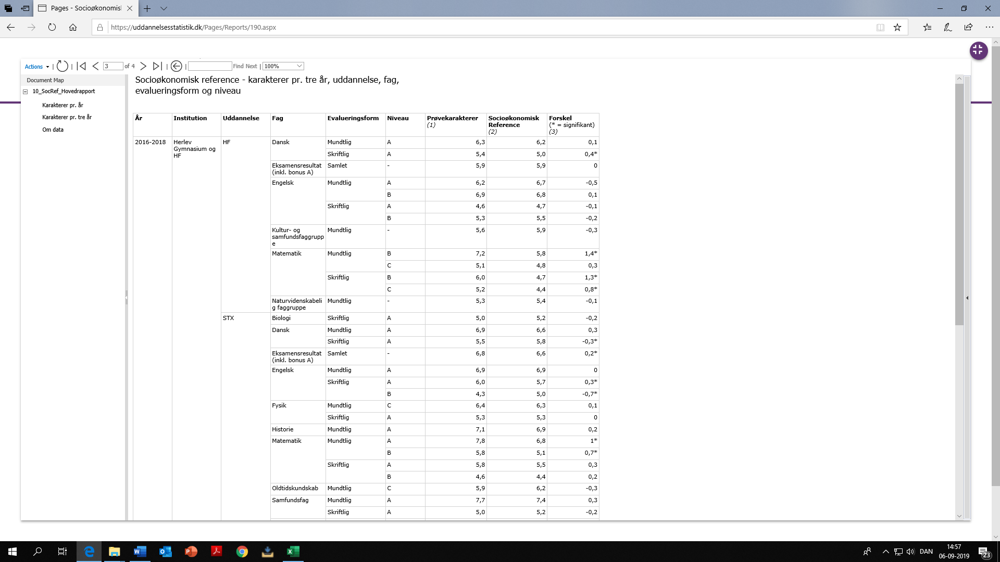 Pages - Socioøkonomisk
https://uddannelsesstatistik.dk/Pages/Reports/190.aspx
Actions | | 3 of 4 | | Find Next | 100%
Document Map
10_SocRef_Hovedrapport
Karakterer pr. år
Karakterer pr. tre år
Om data
Socioøkonomisk reference - karakterer pr. tre år, uddannelse, fag,
evalueringsform og niveau
År Institution Uddannelse Fag Evalueringsform Niveau Prøvekarakterer (1) Socioøkonomisk Reference (2) Forskel (* = signifikant) (3)
2016-2018 Herlev Gymnasium og HF HF Dansk Mundtlig A 6,3 6,2 0,1
Skriftlig A 5,4 5,0 0,4*
Eksamensresultat (inkl. bonus A) Samlet - 5,9 5,9 0
Engelsk Mundtlig A 6,2 6,7 -0,5
B 6,9 6,8 0,1
Skriftlig A 4,6 4,7 -0,1
B 5,3 5,5 -0,2
Kultur- og samfundsfaggruppe Mundtlig - 5,6 5,9 -0,3
Matematik Mundtlig B 7,2 5,8 1,4*
C 5,1 4,8 0,3
Skriftlig B 6,0 4,7 1,3*
C 5,2 4,4 0,8*
Naturvidenskabelig faggruppe Mundtlig - 5,3 5,4 -0,1
STX Biologi Skriftlig A 5,0 5,2 -0,2
Dansk Mundtlig A 6,9 6,6 0,3
Skriftlig A 5,5 5,8 -0,3*
Eksamensresultat (inkl. bonus A) Samlet - 6,8 6,6 0,2*
Engelsk Mundtlig A 6,9 6,9 0
Skriftlig A 6,0 5,7 0,3*
B 4,3 5,0 -0,7*
Fysik Mundtlig C 6,4 6,3 0,1
Skriftlig A 5,3 5,3 0
Historie Mundtlig A 7,1 6,9 0,2
Matematik Mundtlig A 7,8 6,8 1*
B 5,8 5,1 0,7*
Skriftlig A 5,8 5,5 0,3
B 4,6 4,4 0,2
Oldtidskundskab Mundtlig C 5,9 6,2 -0,3
Samfundsfag Mundtlig A 7,7 7,4 0,3
Skriftlig A 5,0 5,2 -0,2
DAN
14:57
06-09-2019
23